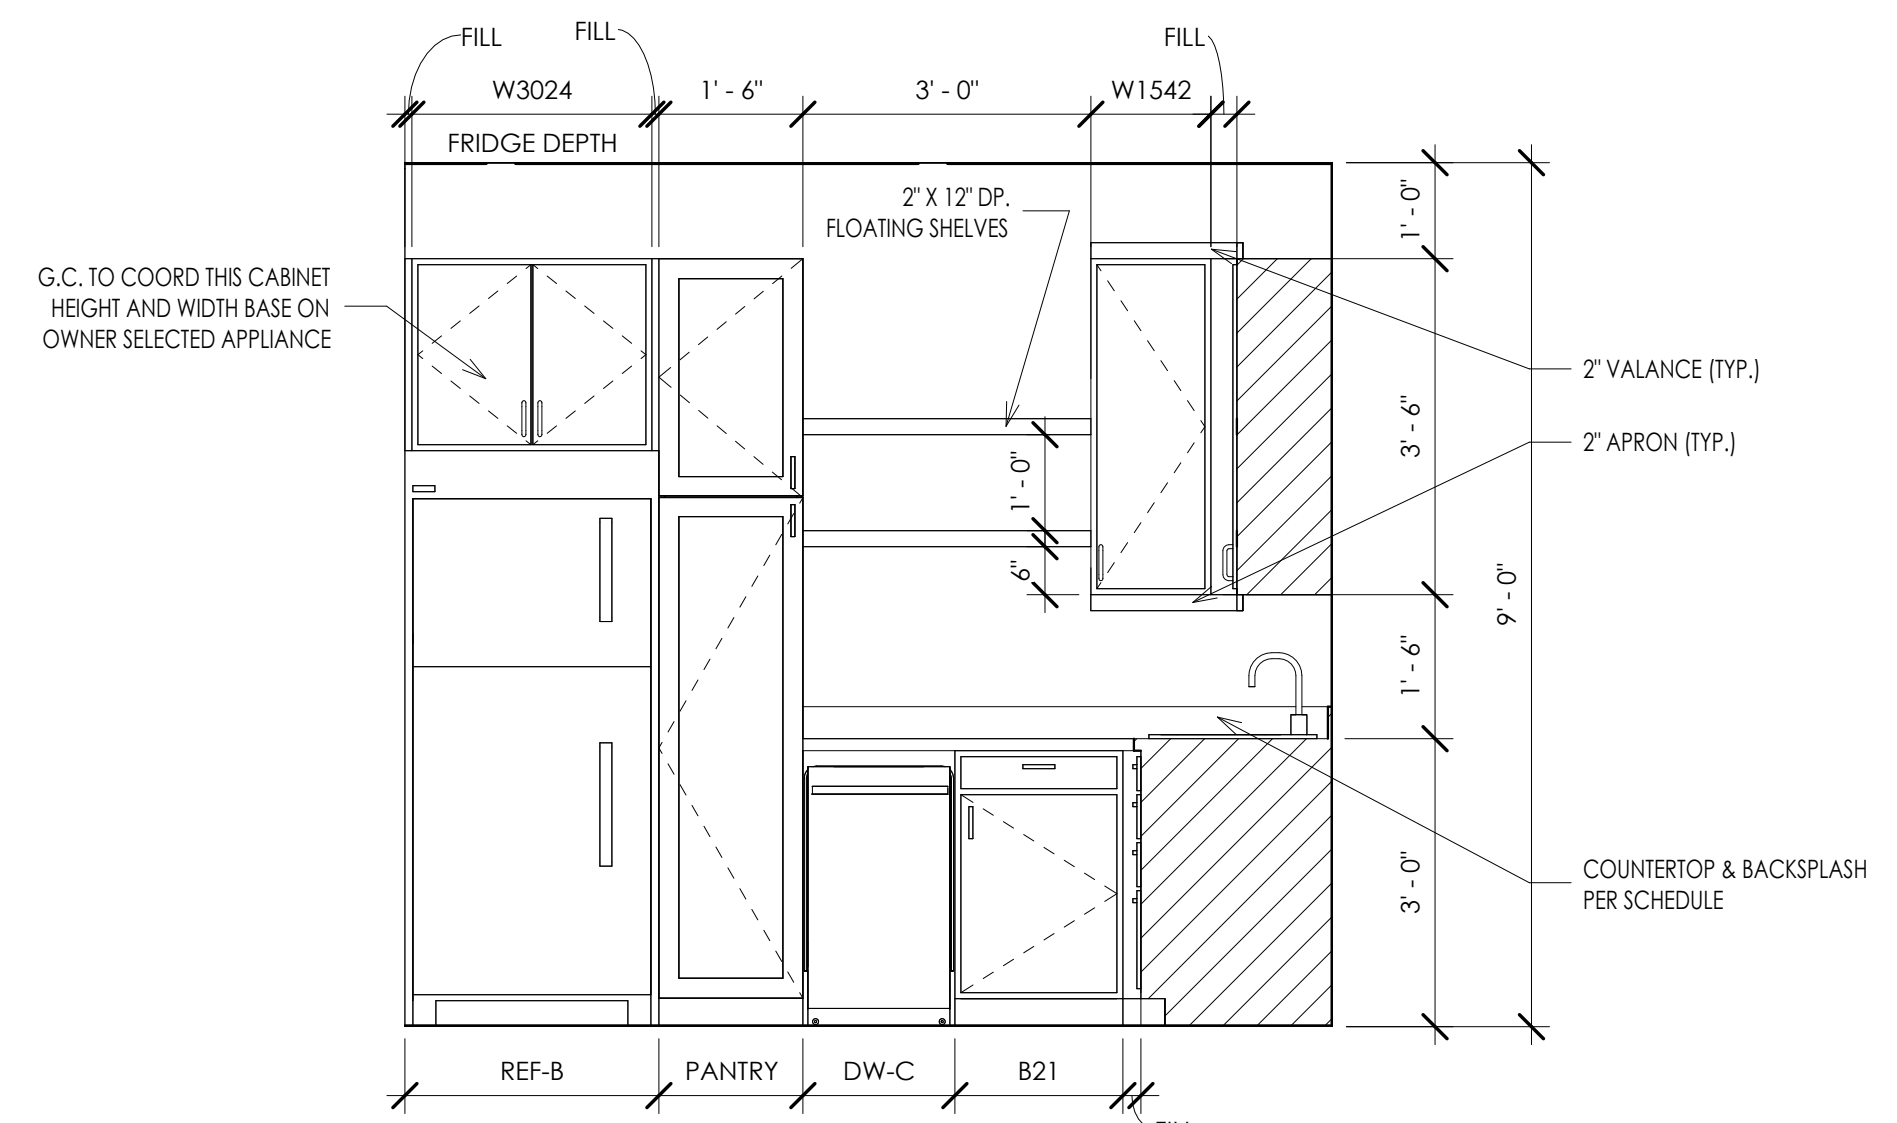 FILL
FILL
FILL
W3024
1' - 6"
3' - 0"
W1542
FRIDGE DEPTH
2" X 12" DP.
FLOATING SHELVES
1' - 0"
G.C. TO COORD THIS CABINET
HEIGHT AND WIDTH BASE ON
OWNER SELECTED APPLIANCE
2" VALANCE (TYP.)
3' - 6"
2" APRON (TYP.)
1' - 0"
6"
9' - 0"
1' - 6"
3' - 0"
COUNTERTOP & BACKSPLASH
PER SCHEDULE
REF-B
PANTRY
DW-C
B21